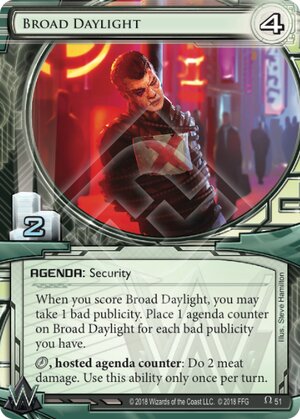 BROAD DAYLIGHT
4
2
AGENDA: Security
When you score Broad Daylight, you may
take 1 bad publicity. Place 1 agenda counter
on Broad Daylight for each bad publicity
you have.
, hosted agenda counter: Do 2 meat
damage. Use this ability only once per turn.
Illus. Steve Hamilton
© 2018 Wizards of the Coast LLC. © 2018 FFG
Ω 51